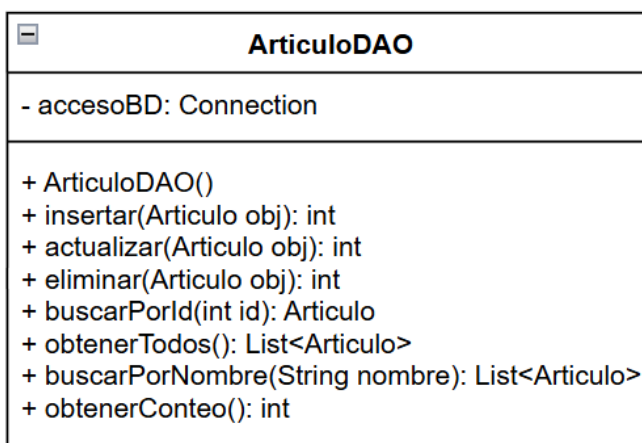 ArticuloDAO
- accesoBD: Connection
+ ArticuloDAO()
+ insertar(Articulo obj): int
+ actualizar(Articulo obj): int
+ eliminar(Articulo obj): int
+ buscarPorId(int id): Articulo
+ obtenerTodos(): List<Articulo>
+ buscarPorNombre(String nombre): List<Articulo>
+ obtenerConteo(): int